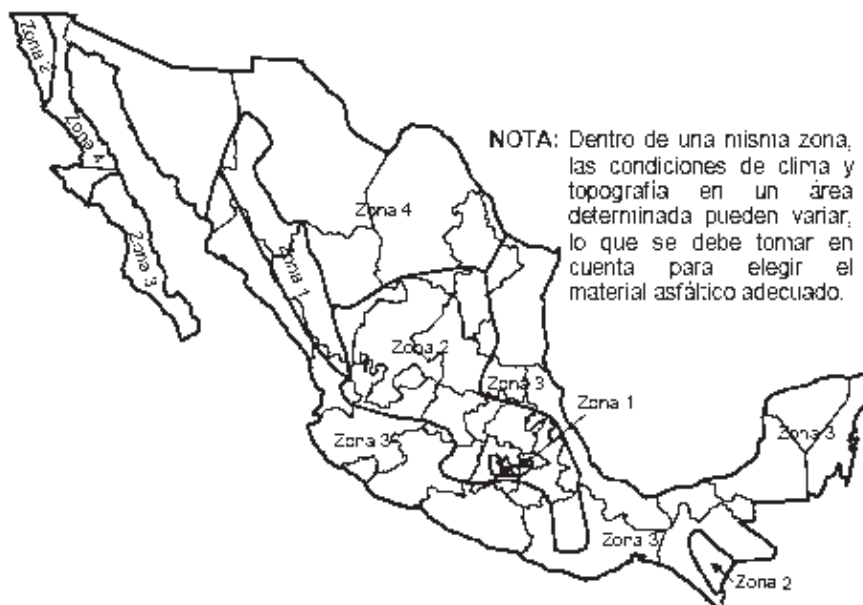 Zona 2
Zona 4
Zona 3
Zona 1
Zona 4
Zona 2
Zona 3
Zona 3
Zona 1
Zona 3
Zona 3
Zona 2
NOTA: Dentro de una misma zona,
las condiciones de clima y
topografía en un área
determinada pueden variar,
lo que se debe tomar en
cuenta para elegir el
material asfáltico adecuado.